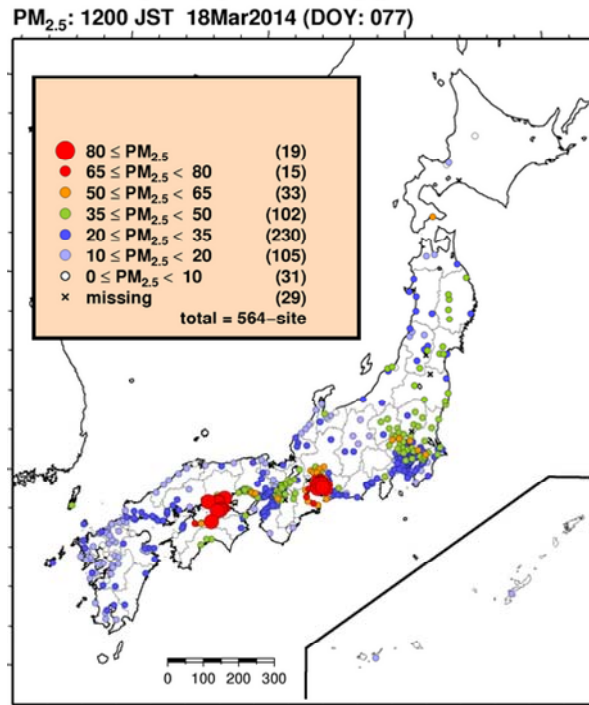 PM2.5: 1200 JST 18Mar2014 (DOY: 077)
80 ≤ PM2.5 (19)
65 ≤ PM2.5 < 80 (15)
50 ≤ PM2.5 < 65 (33)
35 ≤ PM2.5 < 50 (102)
20 ≤ PM2.5 < 35 (230)
10 ≤ PM2.5 < 20 (105)
0 ≤ PM2.5 < 10 (31)
missing (29)
total = 564−site
0 100 200 300